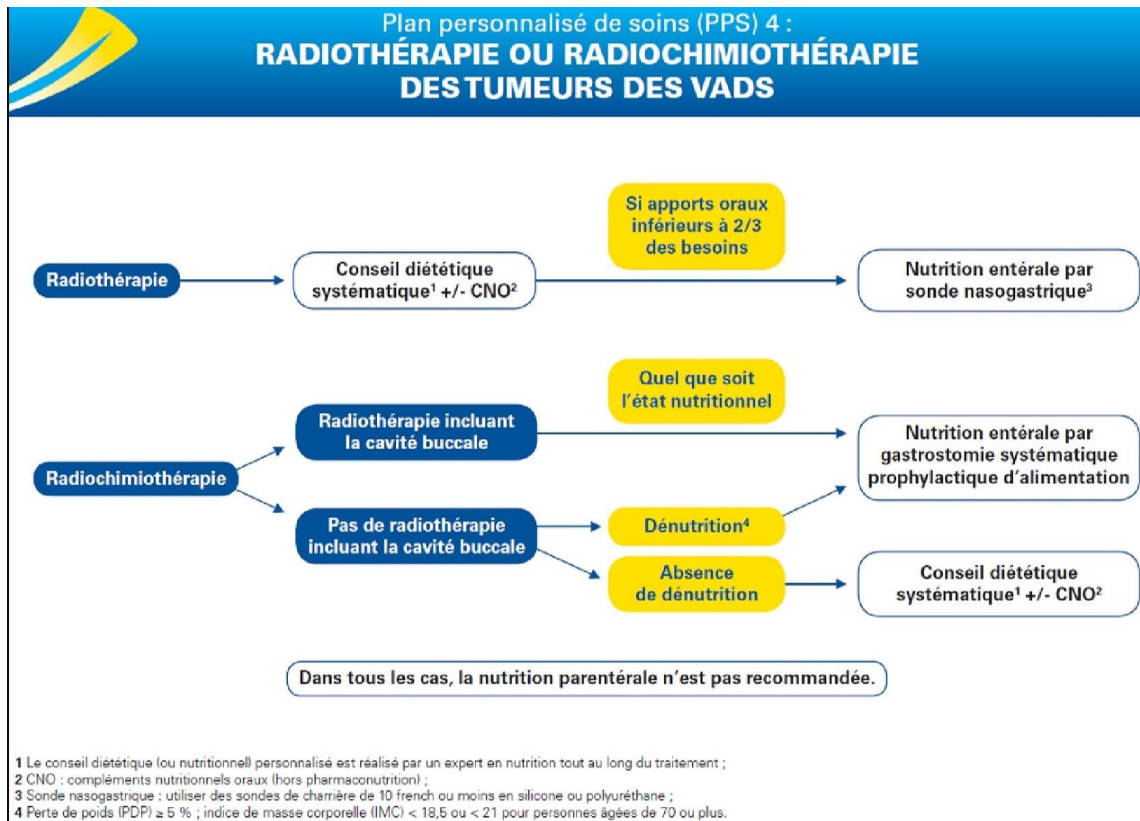 Plan personnalisé de soins (PPS) 4 :
RADIOTHÉRAPIE OU RADIOCHIMIOTHÉRAPIE
DES TUMEURS DES VADS
Si apports oraux
inférieurs à 2/3
des besoins
Radiothérapie
Conseil diététique
systématique¹ +/- CNO²
Nutrition entérale par
sonde nasogastrique³
Quel que soit
l'état nutritionnel
Radiothérapie incluant
la cavité buccale
Nutrition entérale par
gastrostomie systématique
prophylactique d'alimentation
Radiochimiothérapie
Pas de radiothérapie
incluant la cavité buccale
Dénutrition⁴
Absence
de dénutrition
Conseil diététique
systématique¹ +/- CNO²
Dans tous les cas, la nutrition parentérale n'est pas recommandée.
1 Le conseil diététique (ou nutritionnel) personnalisé est réalisé par un expert en nutrition tout au long du traitement ;
2 CNO : compléments nutritionnels oraux (hors pharmaconutrition) ;
3 Sonde nasogastrique : utiliser des sondes de charrière de 10 french ou moins en silicone ou polyuréthane ;
4 Perte de poids (PDP) ≥ 5 % ; indice de masse corporelle (IMC) < 18,5 ou < 21 pour personnes âgées de 70 ou plus.